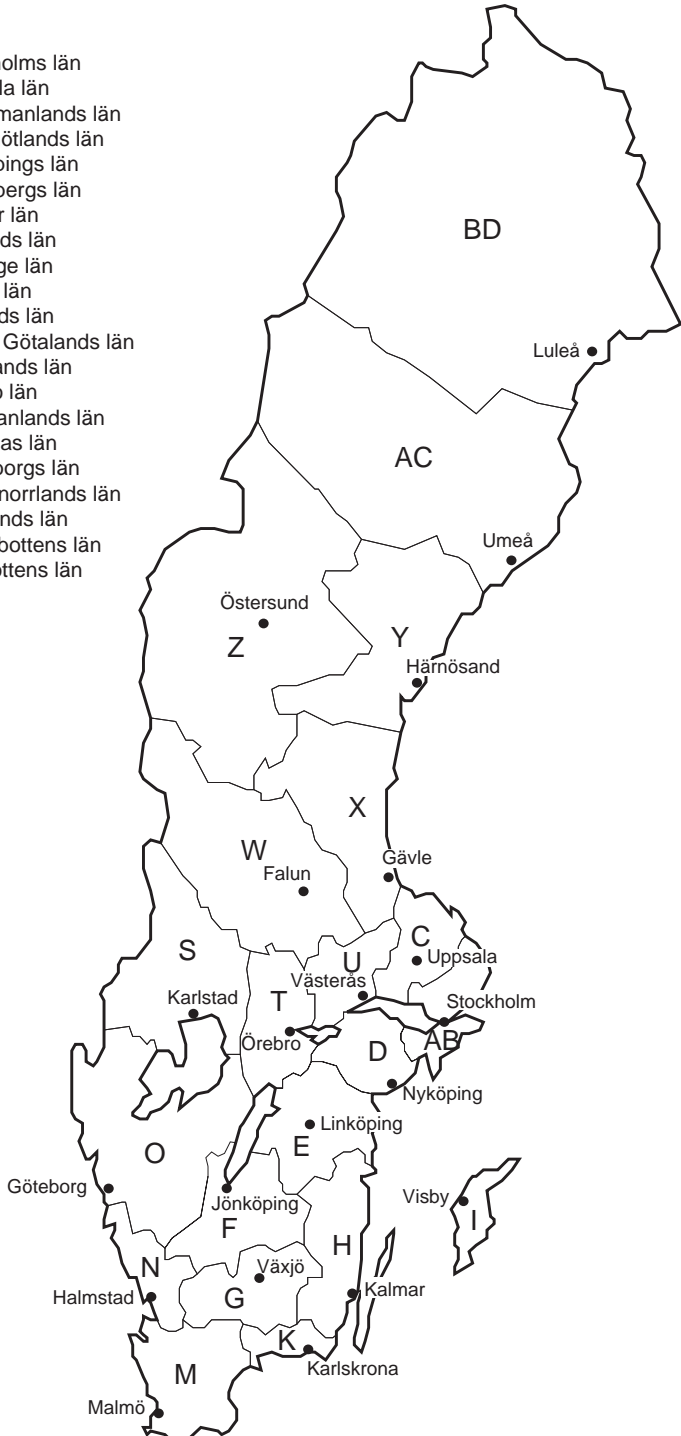 holms län
la län
manlands län
ötlands län
pings län
bergs län
r län
ds län
ge län
län
ds län
Götalands län
ands län
o län
anlands län
as län
borgs län
norrlands län
nds län
bottens län
ottens län
BD
Luleå
AC
Umeå
Östersund
Z
Y
Härnösand
X
W
Falun
Gävle
S
U
C
Uppsala
Västerås
Karlstad
T
Stockholm
Örebro
D
AB
Nyköping
Linköping
E
O
Göteborg
Jönköping
F
Visby
I
H
N
Växjö
Halmstad
G
Kalmar
K
Karlskrona
M
Malmö